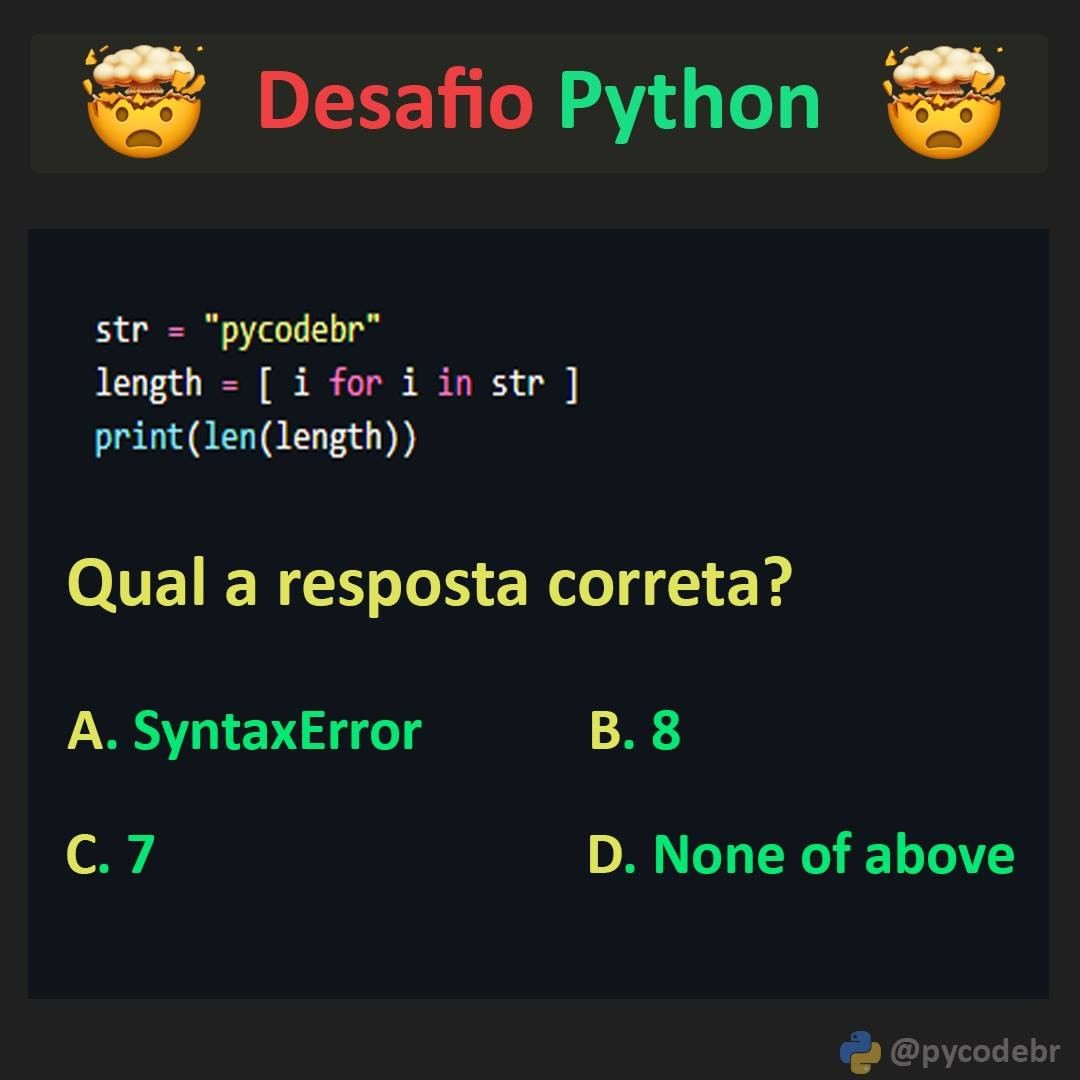 Desafio Python
str = "pycodebr"
length = [ i for i in str ]
print(len(length))
Qual a resposta correta?
A. SyntaxError
B. 8
C. 7
D. None of above
@pycodebr